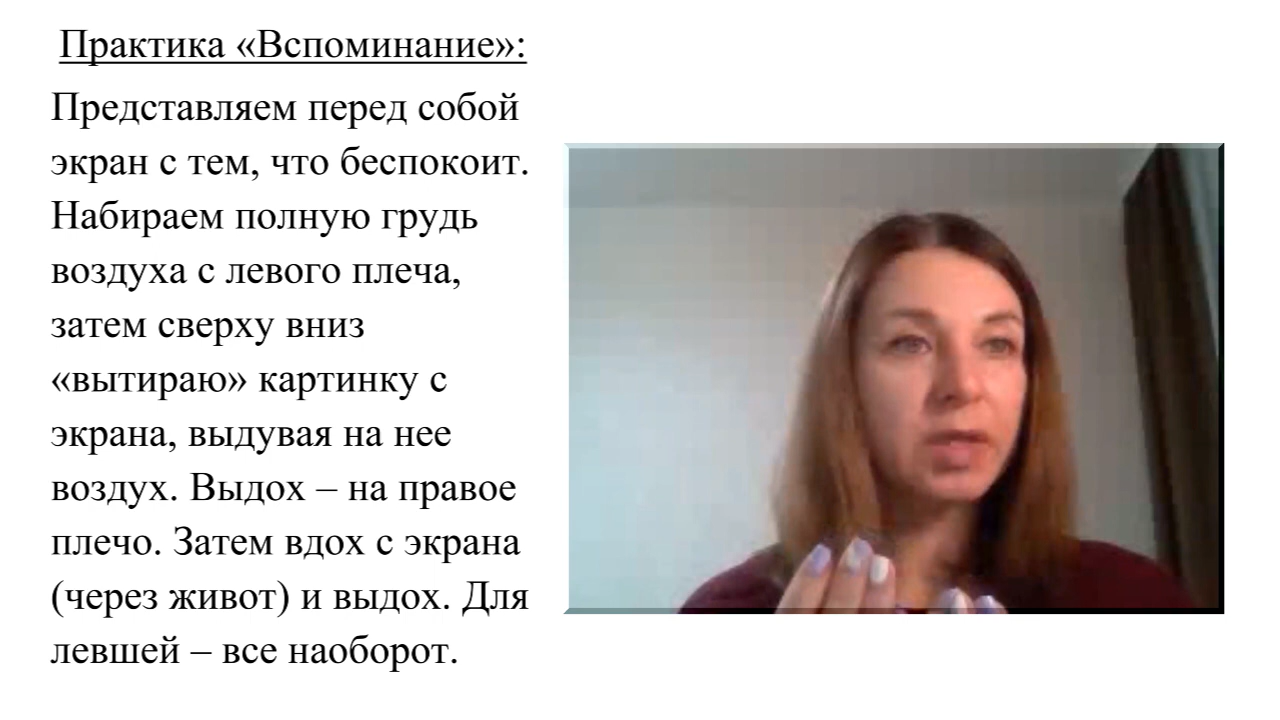 Практика «Вспоминание»:
Представляем перед собой
экран с тем, что беспокоит.
Набираем полную грудь
воздуха с левого плеча,
затем сверху вниз
«вытираю» картинку с
экрана, выдувая на нее
воздух. Выдох – на правое
плечо. Затем вдох с экрана
(через живот) и выдох. Для
левшей – все наоборот.